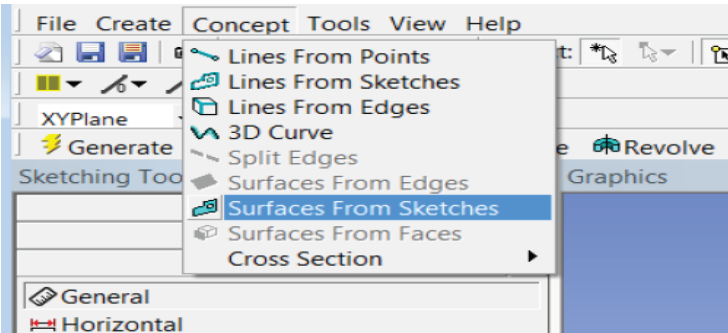 File Create Concept Tools View Help
Lines From Points
Lines From Sketches
Lines From Edges
XYPlane
3D Curve
Generate
Split Edges
Revolve
Sketching Too
Surfaces From Edges
Graphics
Surfaces From Sketches
Surfaces From Faces
Cross Section
General
Horizontal